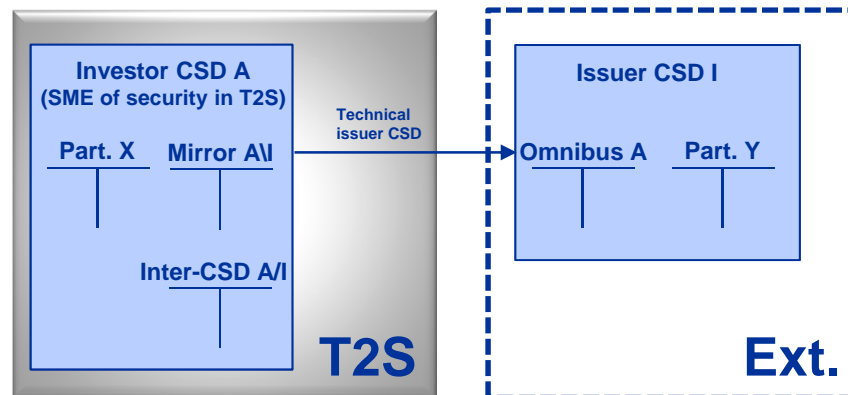 Investor CSD A
(SME of security in T2S)
Part. X
Mirror A\I
Inter-CSD A/I
T2S
Technical
issuer CSD
Issuer CSD I
Omnibus A
Part. Y
Ext.